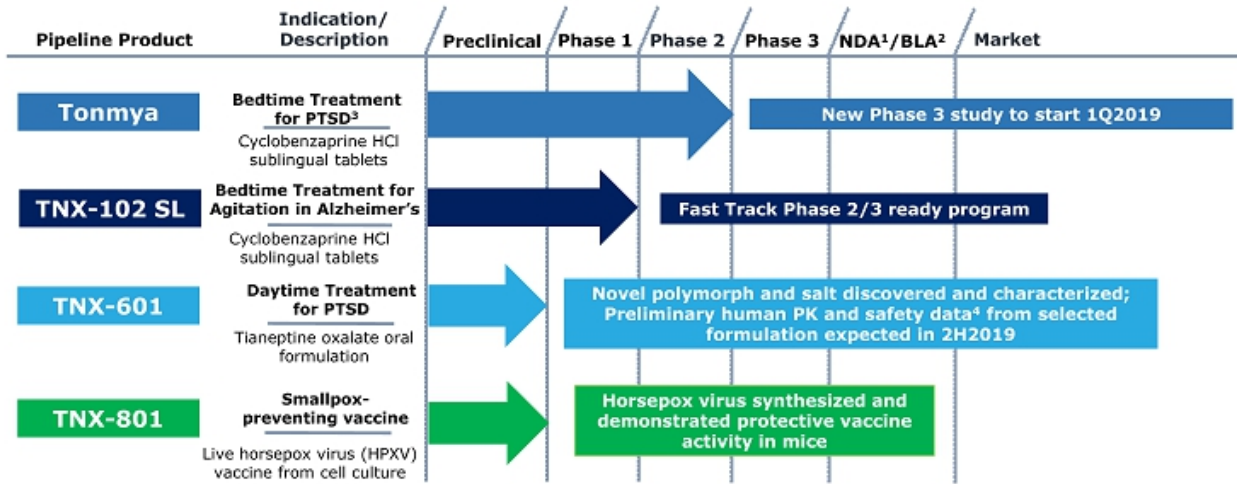 Pipeline Product
Indication/
Description
Preclinical
Phase 1
Phase 2
Phase 3
NDA¹/BLA²
Market
Tonmya
Bedtime Treatment
for PTSD³
Cyclobenzaprine HCl
sublingual tablets
New Phase 3 study to start 1Q2019
TNX-102 SL
Bedtime Treatment for
Agitation in Alzheimer's
Cyclobenzaprine HCl
sublingual tablets
Fast Track Phase 2/3 ready program
TNX-601
Daytime Treatment
for PTSD
Tianeptine oxalate oral
formulation
Novel polymorph and salt discovered and characterized;
Preliminary human PK and safety data⁴ from selected
formulation expected in 2H2019
TNX-801
Smallpox-
preventing vaccine
Live horsepox virus (HPXV)
vaccine from cell culture
Horsepox virus synthesized and
demonstrated protective vaccine
activity in mice